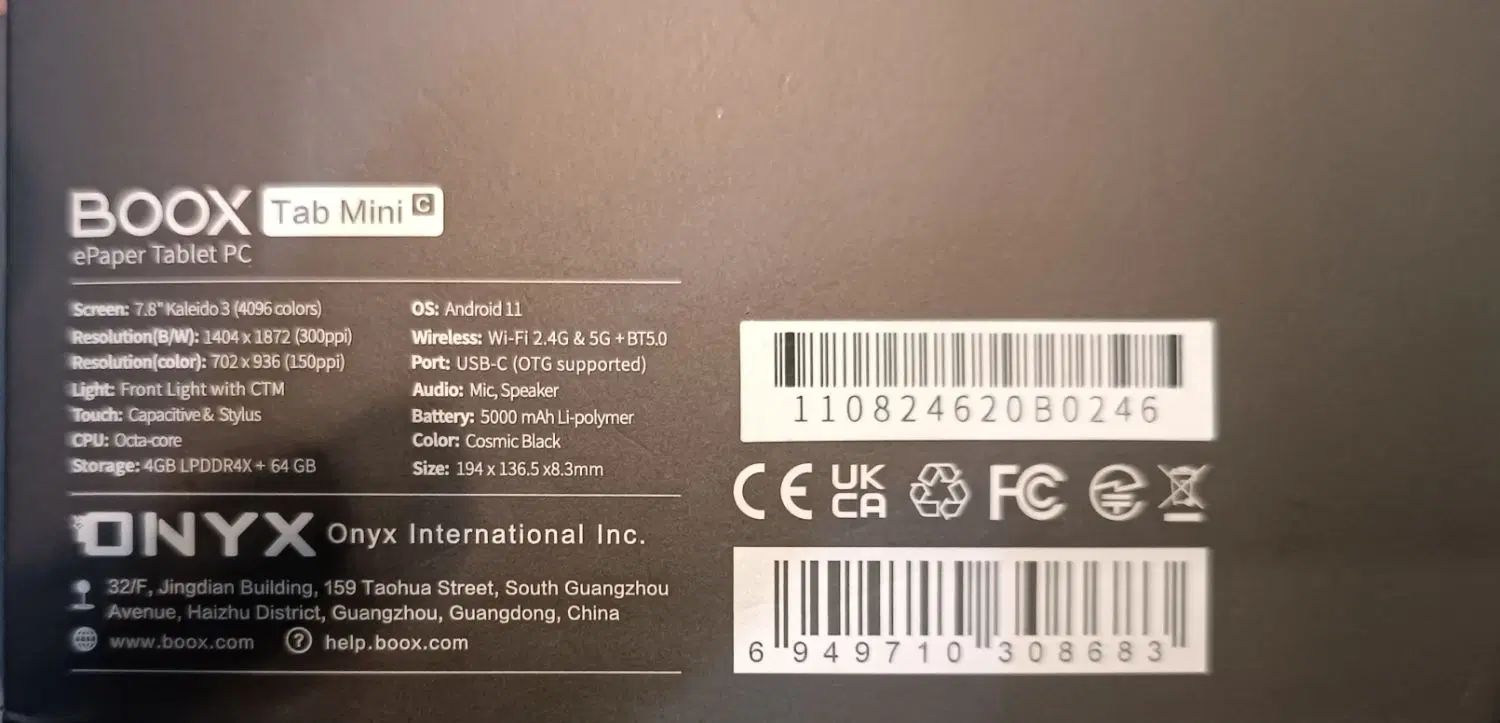 BOOX Tab Mini C
ePaper Tablet PC
Screen: 7.8" Kaleido 3 (4096 colors)
Resolution(B/W): 1404 x 1872 (300ppi)
Resolution(color): 702 x 936 (150ppi)
Light: Front Light with CTM
Touch: Capacitive & Stylus
CPU: Octa-core
Storage: 4GB LPDDR4X + 64 GB
OS: Android 11
Wireless: Wi-Fi 2.4G & 5G + BT5.0
Port: USB-C (OTG supported)
Audio: Mic, Speaker
Battery: 5000 mAh Li-polymer
Color: Cosmic Black
Size: 194 x 136.5 x8.3mm
ONYX Onyx International Inc.
32/F, Jingdian Building, 159 Taohua Street, South Guangzhou
Avenue, Haizhu District, Guangzhou, Guangdong, China
www.boox.com ? help.boox.com
110824620B0246
CE UK CA FC
6 949710 308683